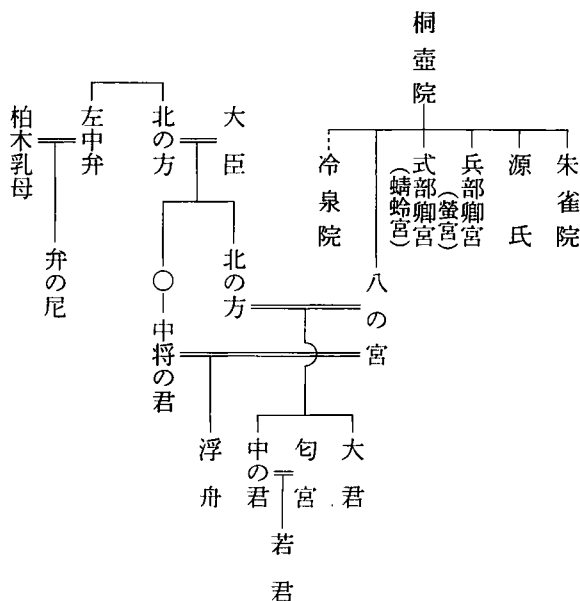 桐壺院
朱雀院
源氏
兵部卿宮
（螢宮）
式部卿宮
（蜻蛉宮）
八の宮
冷泉院
大臣
北の方
左中弁
柏木乳母
北の方
○
中将の君
弁の尼
大君
匂宮
中の君
浮舟
若君